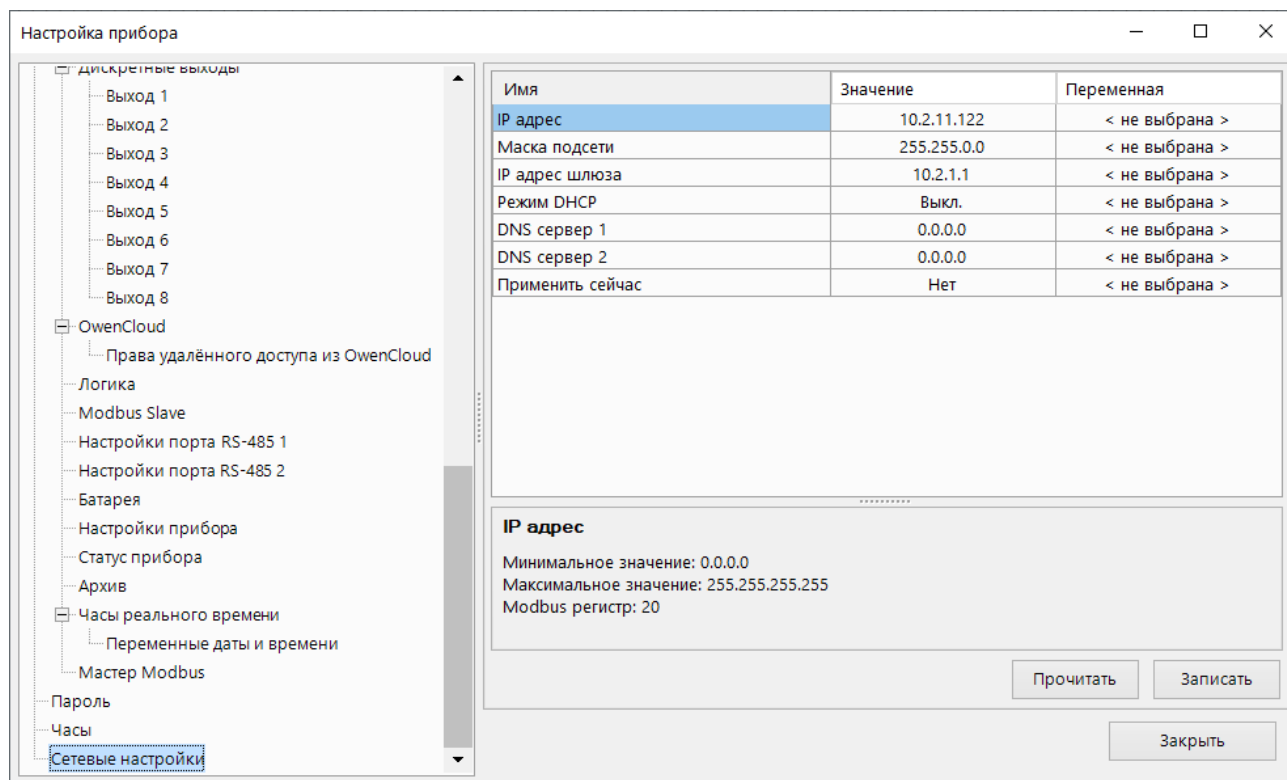 Настройка прибора
Дискретные выходы
Выход 1
Выход 2
Выход 3
Выход 4
Выход 5
Выход 6
Выход 7
Выход 8
OwenCloud
Права удалённого доступа из OwenCloud
Логика
Modbus Slave
Настройки порта RS-485 1
Настройки порта RS-485 2
Батарея
Настройки прибора
Статус прибора
Архив
Часы реального времени
Переменные даты и времени
Мастер Modbus
Пароль
Часы
Сетевые настройки
Имя Значение Переменная
IP адрес 10.2.11.122 < не выбрана >
Маска подсети 255.255.0.0 < не выбрана >
IP адрес шлюза 10.2.1.1 < не выбрана >
Режим DHCP Выкл. < не выбрана >
DNS сервер 1 0.0.0.0 < не выбрана >
DNS сервер 2 0.0.0.0 < не выбрана >
Применить сейчас Нет < не выбрана >
IP адрес
Минимальное значение: 0.0.0.0
Максимальное значение: 255.255.255.255
Modbus регистр: 20
Прочитать Записать
Закрыть